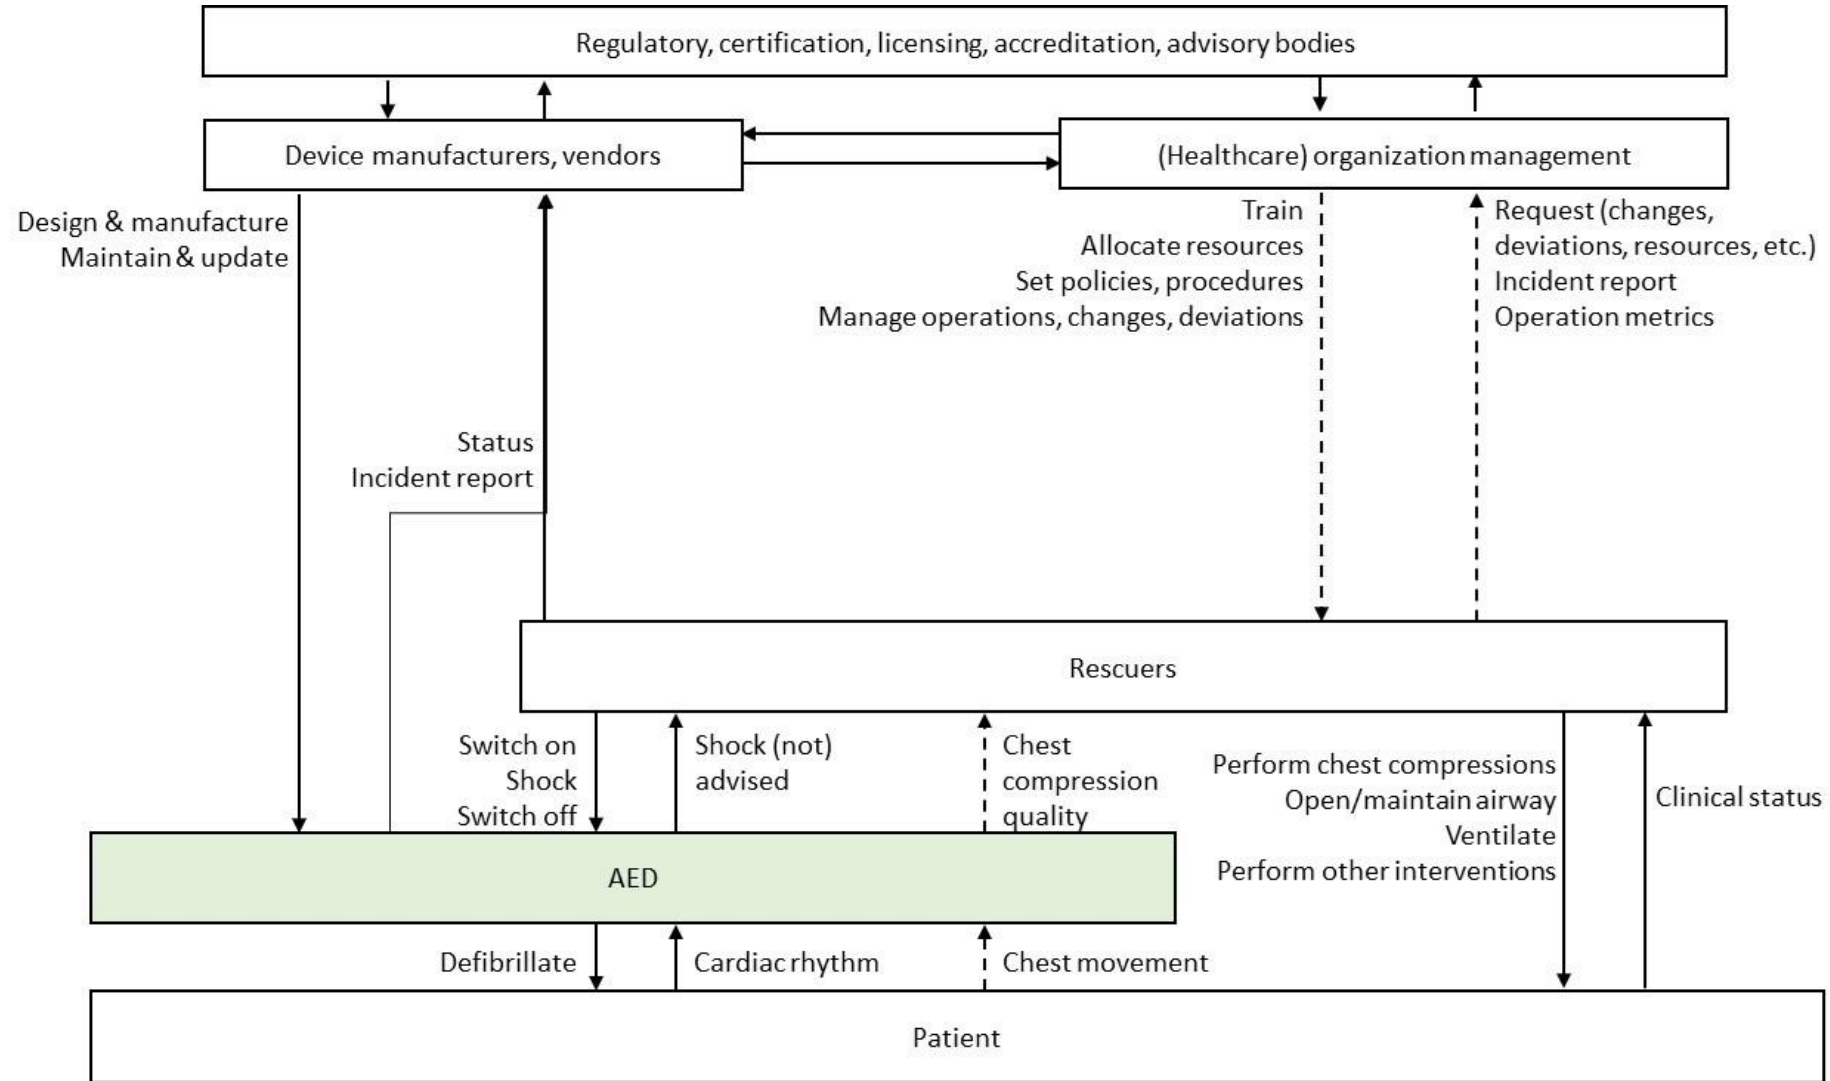 Regulatory, certification, licensing, accreditation, advisory bodies
Device manufacturers, vendors
(Healthcare) organization management
Design & manufacture
Maintain & update
Train
Allocate resources
Set policies, procedures
Manage operations, changes, deviations
Request (changes,
deviations, resources, etc.)
Incident report
Operation metrics
Status
Incident report
Rescuers
Switch on
Shock
Switch off
Shock (not)
advised
Chest
compression
quality
Perform chest compressions
Open/maintain airway
Ventilate
Perform other interventions
Clinical status
AED
Defibrillate
Cardiac rhythm
Chest movement
Patient